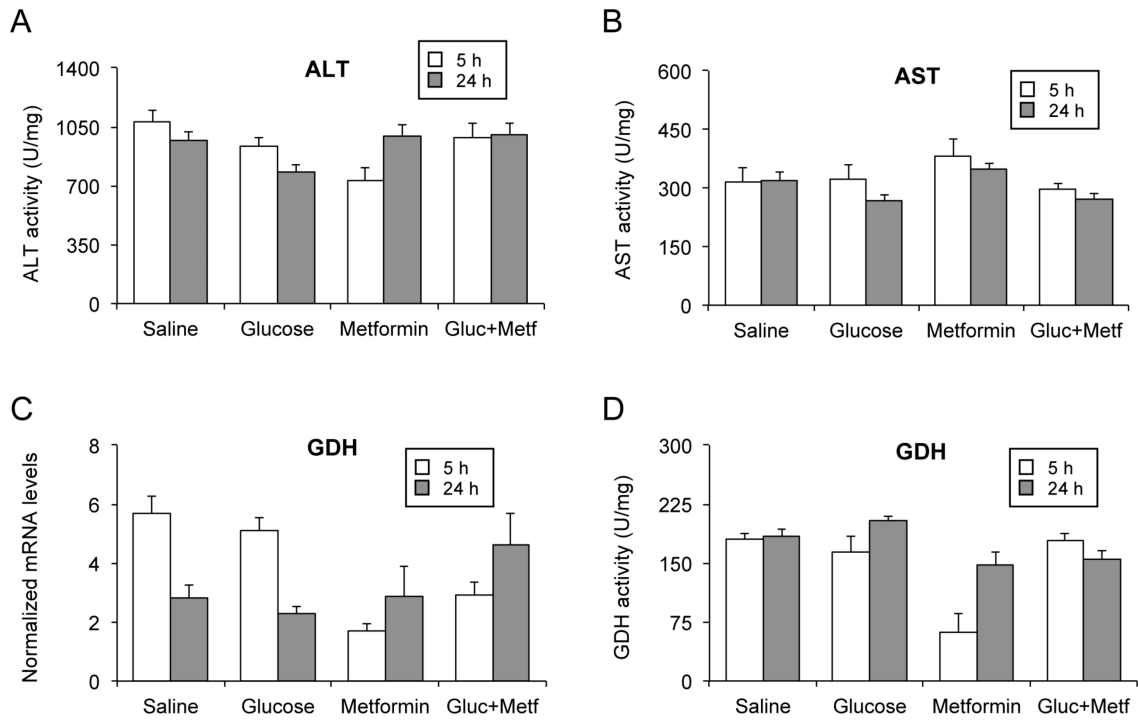 A
ALT
5 h
24 h
ALT activity (U/mg)
1400
1050
700
350
0
Saline Glucose Metformin Gluc+Metf
B
AST
5 h
24 h
AST activity (U/mg)
600
450
300
150
0
Saline Glucose Metformin Gluc+Metf
C
GDH
5 h
24 h
Normalized mRNA levels
8
6
4
2
0
Saline Glucose Metformin Gluc+Metf
D
GDH
5 h
24 h
GDH activity (U/mg)
300
225
150
75
0
Saline Glucose Metformin Gluc+Metf